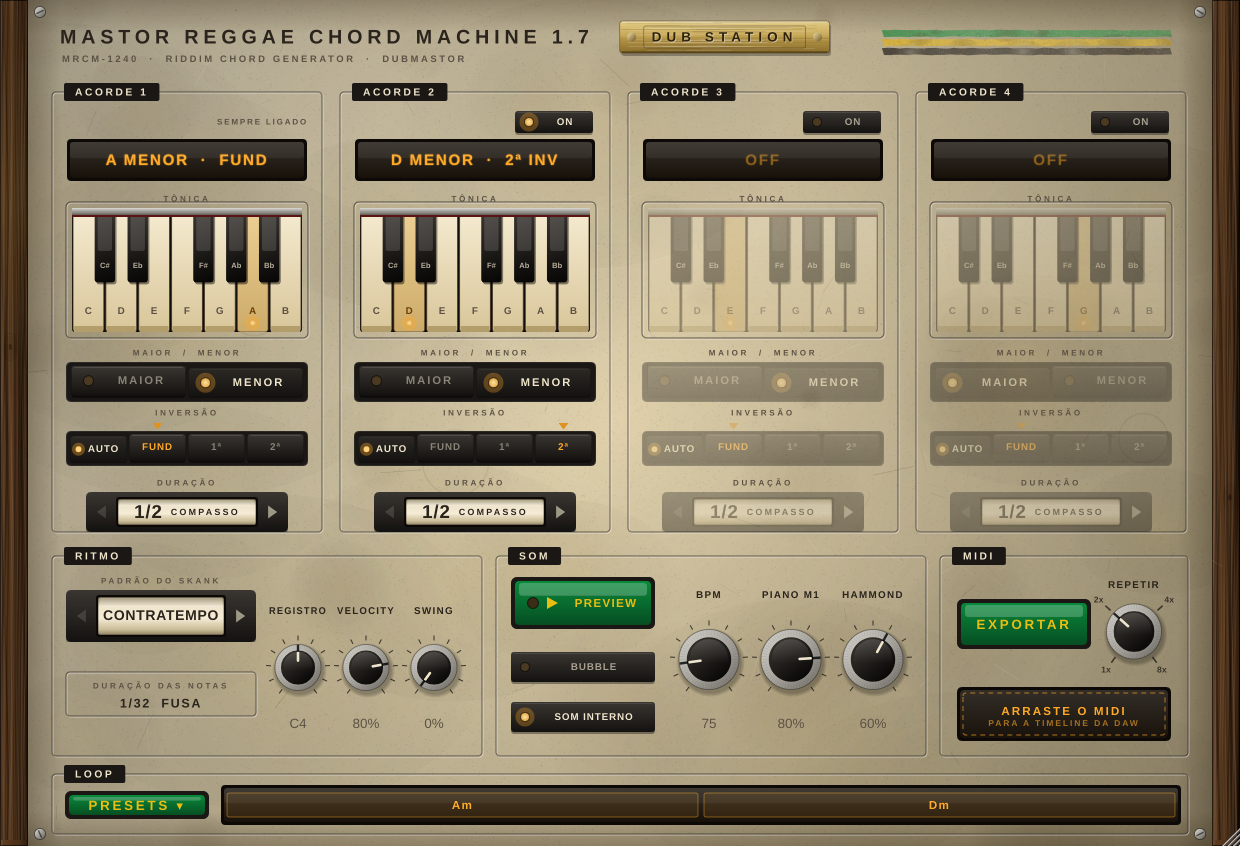 MASTOR REGGAE CHORD MACHINE 1.7
DUB STATION
MRCM-1240 · RIDDIM CHORD GENERATOR · DUBMASTOR
ACORDE 1
SEMPRE LIGADO
A MENOR · FUND
TÔNICA
C# Eb F# Ab Bb
C D E F G A B
MAIOR / MENOR
MAIOR MENOR
INVERSÃO
AUTO FUND 1ª 2ª
DURAÇÃO
1/2 COMPASSO
ACORDE 2
ON
D MENOR · 2ª INV
TÔNICA
C# Eb F# Ab Bb
C D E F G A B
MAIOR / MENOR
MAIOR MENOR
INVERSÃO
AUTO FUND 1ª 2ª
DURAÇÃO
1/2 COMPASSO
ACORDE 3
ON
OFF
TÔNICA
C# Eb F# Ab Bb
C D E F G A B
MAIOR / MENOR
MAIOR MENOR
INVERSÃO
AUTO FUND 1ª 2ª
DURAÇÃO
1/2 COMPASSO
ACORDE 4
ON
OFF
TÔNICA
C# Eb F# Ab Bb
C D E F G A B
MAIOR / MENOR
MAIOR MENOR
INVERSÃO
AUTO FUND 1ª 2ª
DURAÇÃO
1/2 COMPASSO
RITMO
PADRÃO DO SKANK
CONTRATEMPO
DURAÇÃO DAS NOTAS
1/32 FUSA
REGISTRO VELOCITY SWING
C4 80% 0%
SOM
PREVIEW
BUBBLE
SOM INTERNO
BPM PIANO M1 HAMMOND
75 80% 60%
MIDI
EXPORTAR
REPETIR
2x 4x
1x 8x
ARRASTE O MIDI
PARA A TIMELINE DA DAW
LOOP
PRESETS ▾
Am Dm